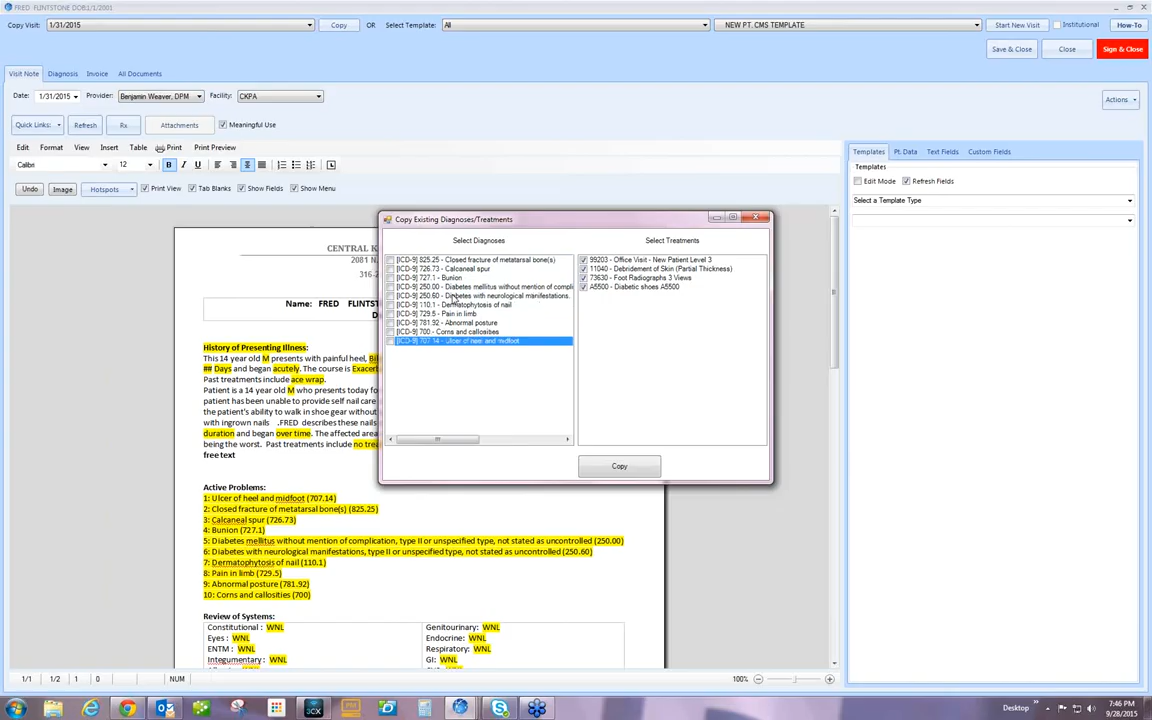 FRED FLINTSTONE DOB:1/1/2001
Copy Visit: 1/31/2015 Copy OR Select Template: All NEW PT. CMS TEMPLATE Start New Visit Institutional How-To
Save & Close Close Sign & Close
Visit Note Diagnosis Invoice All Documents
Date: 1/31/2015 Provider: Benjamin Weaver, DPM Facility: CKPA
Actions
Quick Links: Refresh Rx Attachments Meaningful Use
Edit Format View Insert Table Print Print Preview
Calibri 12 B I U
Undo Image Hotspots Print View Tab Blanks Show Fields Show Menu
Templates Pt. Data Text Fields Custom Fields
Templates
Edit Mode Refresh Fields
Select a Template Type
Copy Existing Diagnoses/Treatments
Select Diagnoses
[ICD-9] 825.25 - Closed fracture of metatarsal bone(s)
[ICD-9] 726.73 - Calcaneal spur
[ICD-9] 727.1 - Bunion
[ICD-9] 250.00 - Diabetes mellitus without mention of compli
[ICD-9] 250.60 - Diabetes with neurological manifestations,
[ICD-9] 110.1 - Dermatophytosis of nail
[ICD-9] 729.5 - Pain in limb
[ICD-9] 781.92 - Abnormal posture
[ICD-9] 700 - Corns and callosities
[ICD-9] 707.14 - Ulcer of heel and midfoot
Select Treatments
99203 - Office Visit - New Patient Level 3
11040 - Debridement of Skin (Partial Thickness)
73630 - Foot Radiographs 3 Views
A5500 - Diabetic shoes A5500
Copy
CENTRAL K
2081 N
316-2
Name: FRED FLINTST
D
History of Presenting Illness:
This 14 year old M presents with painful heel,
## Days and began acutely. The course is Exacerb
Past treatments include ace wrap.
Patient is a 14 year old M who presents today fo
patient has been unable to provide self nail care
the patient's ability to walk in shoe gear without
with ingrown nails .FRED describes these nails
duration and began over time. The affected area
being the worst. Past treatments include no trea
free text
Active Problems:
1: Ulcer of heel and midfoot (707.14)
2: Closed fracture of metatarsal bone(s) (825.25)
3: Calcaneal spur (726.73)
4: Bunion (727.1)
5: Diabetes mellitus without mention of complication, type II or unspecified type, not stated as uncontrolled (250.00)
6: Diabetes with neurological manifestations, type II or unspecified type, not stated as uncontrolled (250.60)
7: Dermatophytosis of nail (110.1)
8: Pain in limb (729.5)
9: Abnormal posture (781.92)
10: Corns and callosities (700)
Review of Systems:
Constitutional : WNL Genitourinary: WNL
Eyes : WNL Endocrine: WNL
ENTM : WNL Respiratory: WNL
Integumentary : WNL GI: WNL
1/1 1/2 1 0 NUM 100%
3CX
Desktop
7:46 PM
9/28/2015